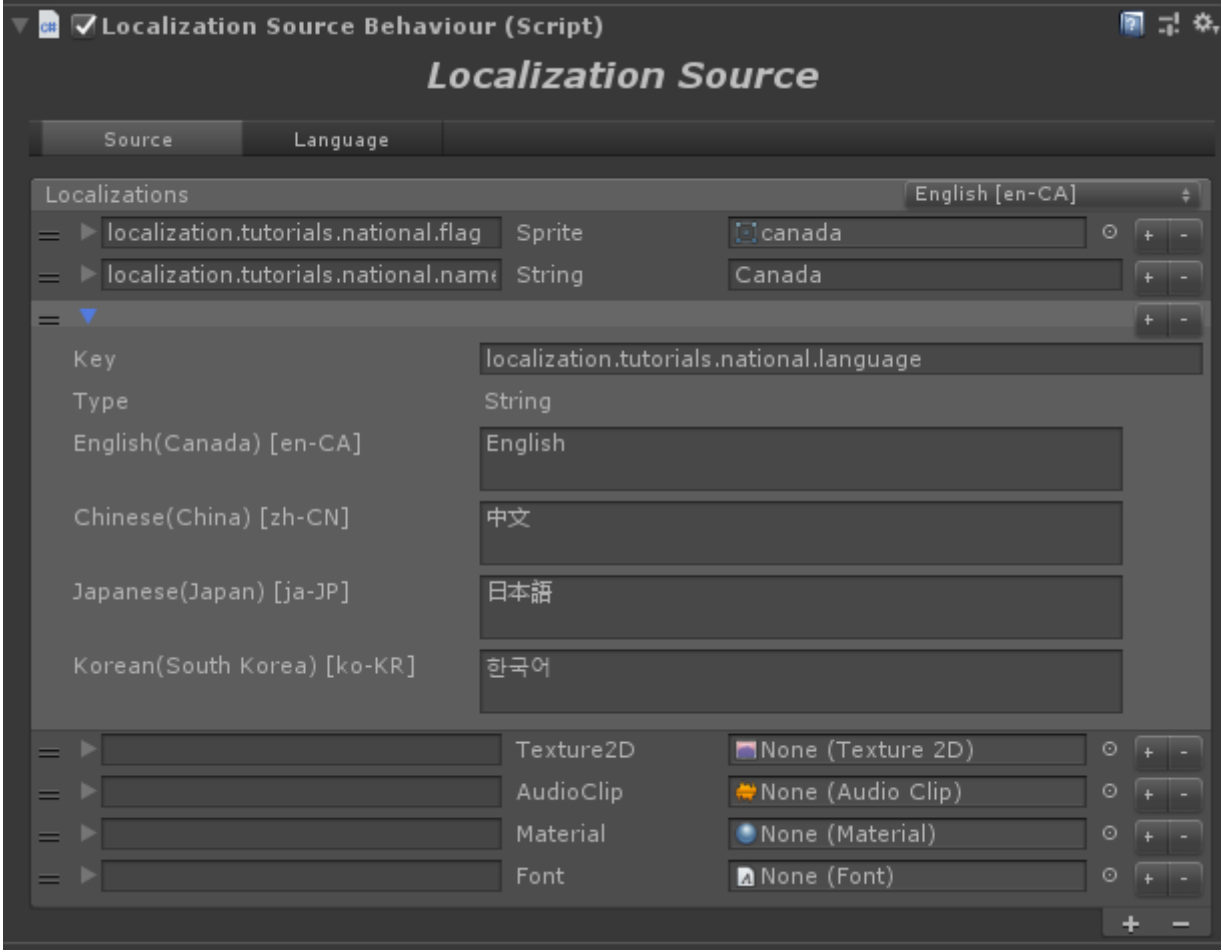 Localization Source Behaviour (Script)
Localization Source
Source Language
Localizations English [en-CA]
localization.tutorials.national.flag Sprite canada + -
localization.tutorials.national.name String Canada + -
+ -
Key localization.tutorials.national.language
Type String
English(Canada) [en-CA] English
Chinese(China) [zh-CN] 中文
Japanese(Japan) [ja-JP] 日本語
Korean(South Korea) [ko-KR] 한국어
Texture2D None (Texture 2D) + -
AudioClip None (Audio Clip) + -
Material None (Material) + -
Font None (Font) + -
+ −